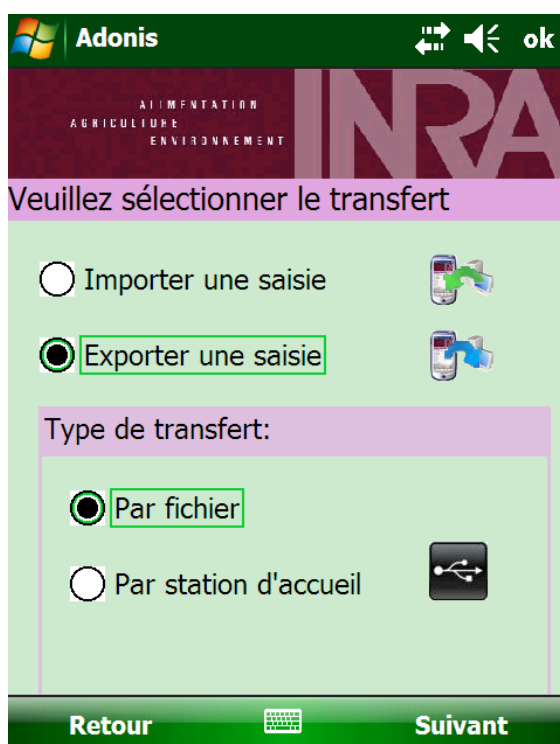 Adonis
ok
ALIMENTATION
AGRICULTURE
ENVIRONNEMENT
INRA
Veuillez sélectionner le transfert
Importer une saisie
Exporter une saisie
Type de transfert:
Par fichier
Par station d'accueil
Retour
Suivant